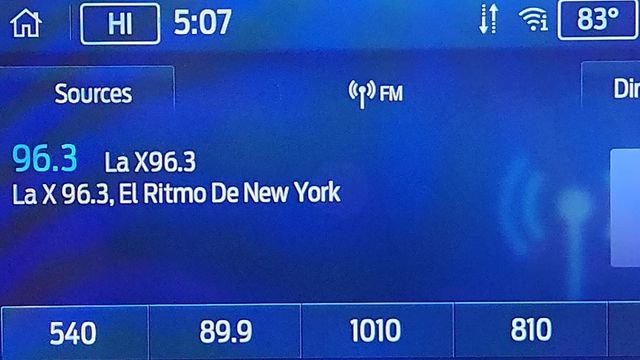 HI 5:07 83°
Sources FM Dir
96.3 La X96.3
La X 96.3, El Ritmo De New York
540 89.9 1010 810